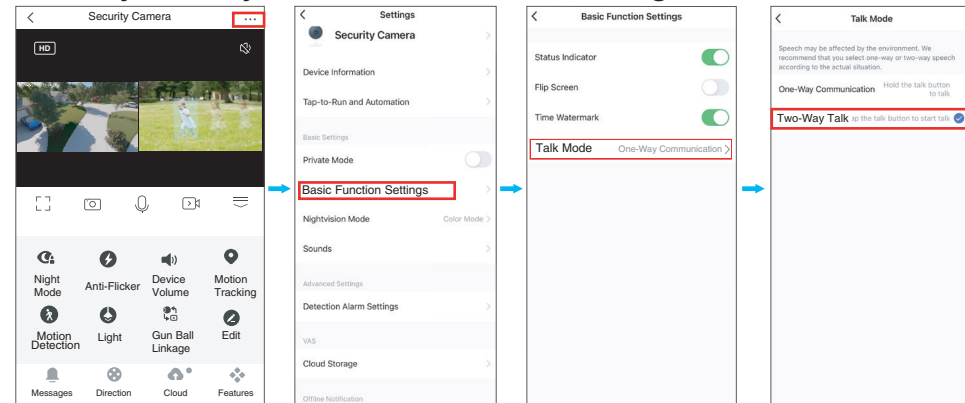 Security Camera
...
HD
Night
Mode
Anti-Flicker
Device
Volume
Motion
Tracking
Motion
Detection
Light
Gun Ball
Linkage
Edit
Messages
Direction
Cloud
Features
Settings
Security Camera
Device Information
Tap-to-Run and Automation
Basic Settings
Private Mode
Basic Function Settings
Nightvision Mode Color Mode
Sounds
Advanced Settings
Detection Alarm Settings
VAS
Cloud Storage
Offline Notification
Basic Function Settings
Status Indicator
Flip Screen
Time Watermark
Talk Mode One-Way Communication
Talk Mode
Speech may be affected by the environment. We
recommend that you select one-way or two-way speech
according to the actual situation.
One-Way Communication Hold the talk button
to talk
Two-Way Talk ap the talk button to start talk